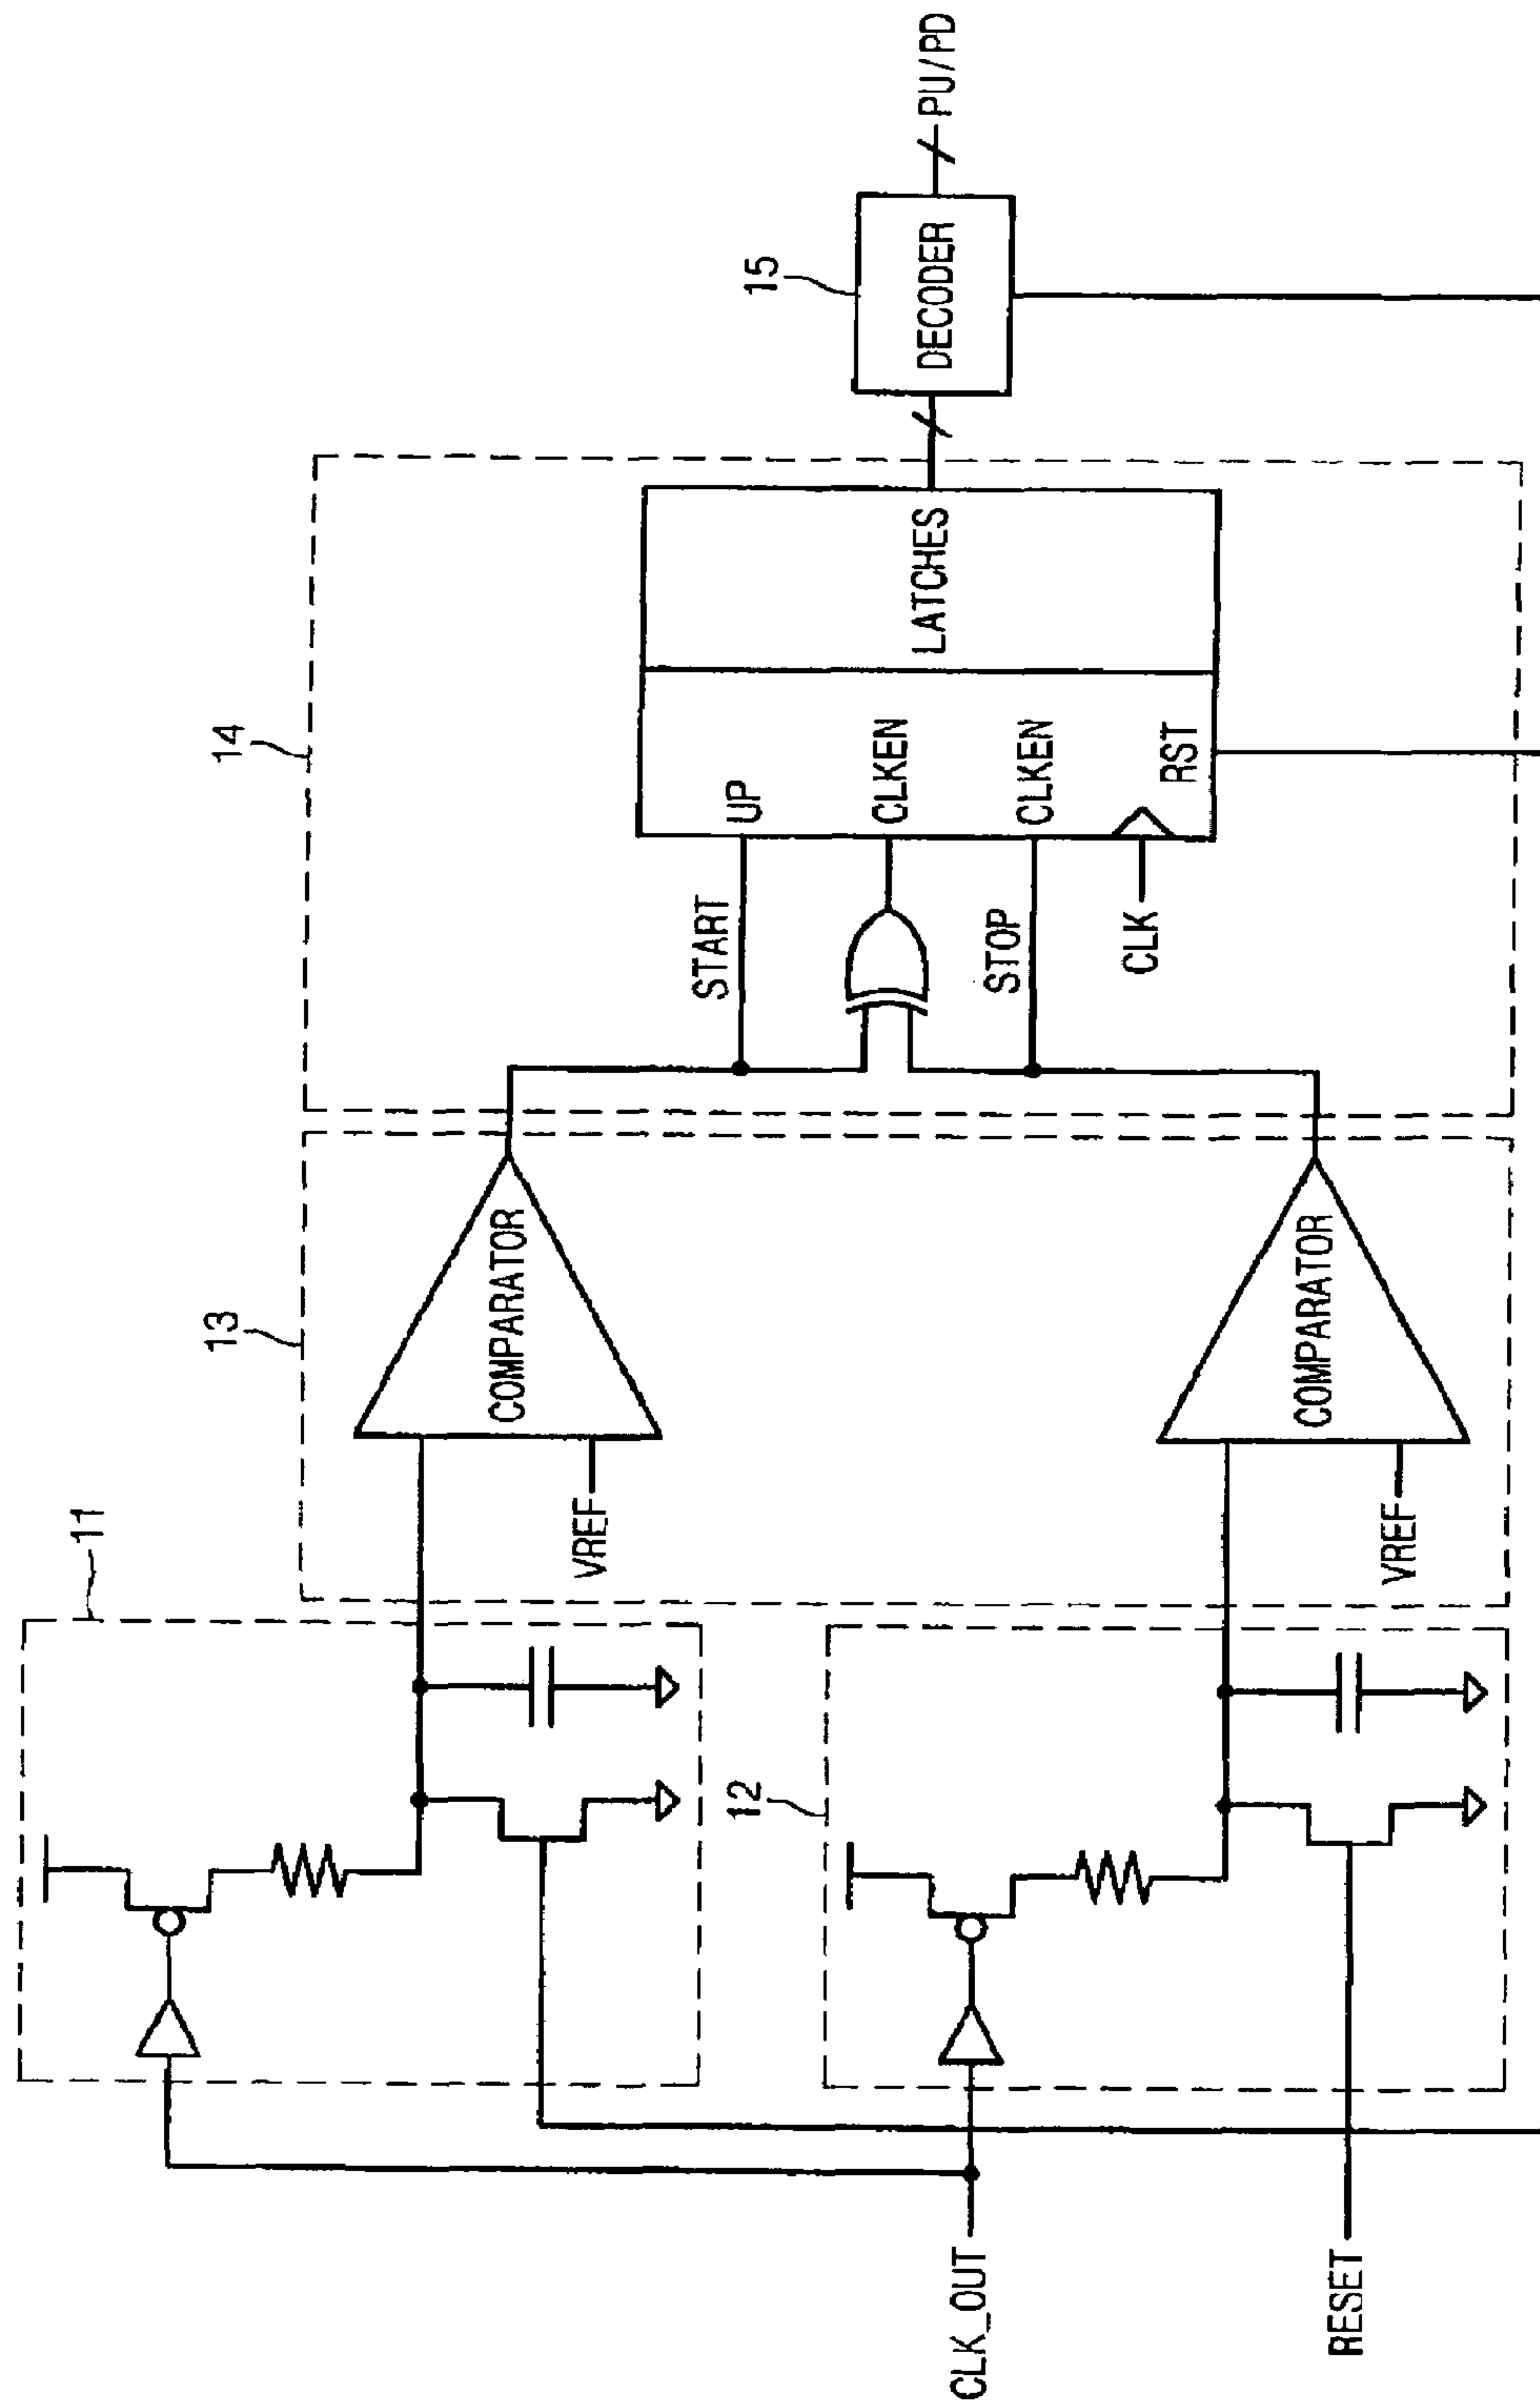 11
12
13
14
15
CLK_OUT
RESET
VREF
COMPARATOR
VREF
COMPARATOR
START
STOP
CLK
UP
CLKEN
CLKEN
RST
LATCHES
DECODER
PU/PD